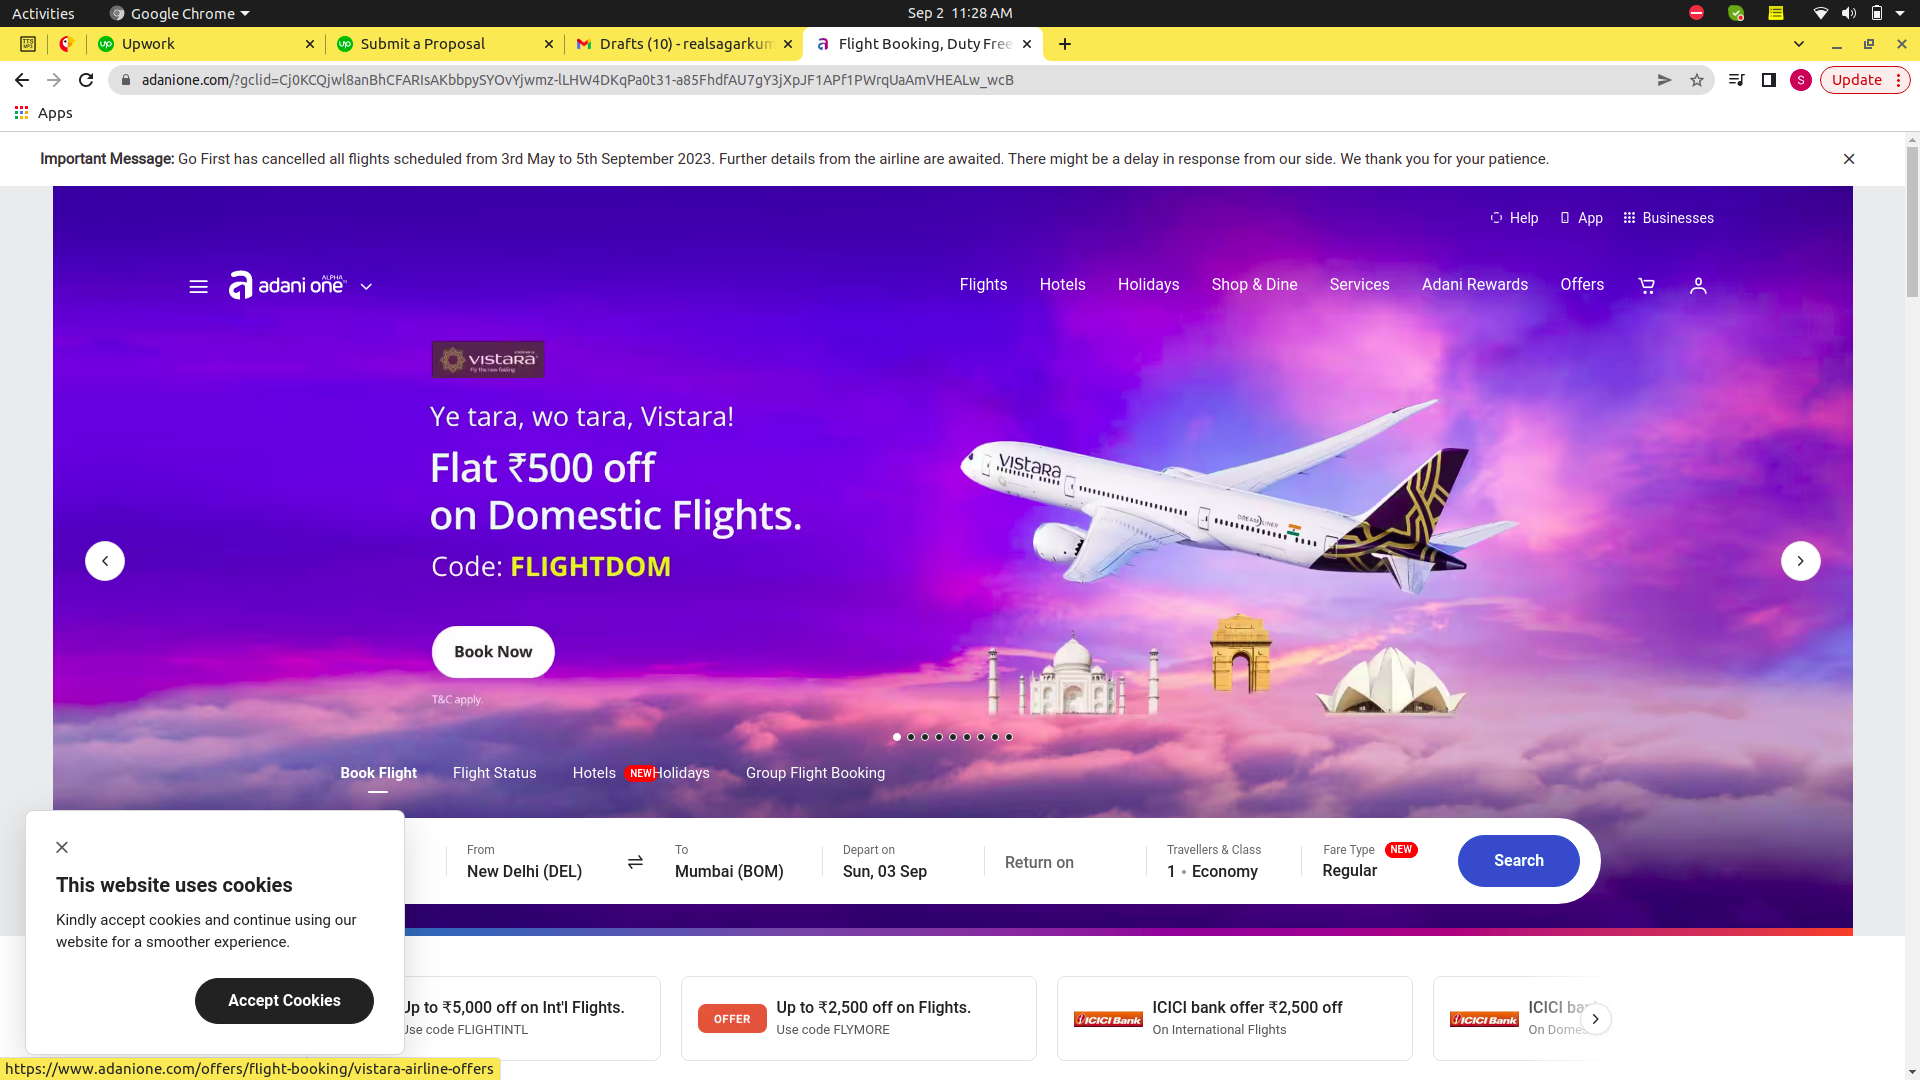 Activities
Google Chrome
Sep 2 11:28 AM
Upwork
Submit a Proposal
Drafts (10) - realsagarkum
Flight Booking, Duty Free
adanione.com/?gclid=Cj0KCQjwl8anBhCFARIsAKbbpySYOvYjwmz-lLHW4DKqPa0t31-a85FhdfAU7gY3jXpJF1APf1PWrqUaAmVHEALw_wcB
S
Update
Apps
Important Message: Go First has cancelled all flights scheduled from 3rd May to 5th September 2023. Further details from the airline are awaited. There might be a delay in response from our side. We thank you for your patience.
Help
App
Businesses
adani one
ALPHA
Flights
Hotels
Holidays
Shop & Dine
Services
Adani Rewards
Offers
VISTARA
Fly the new feeling
Ye tara, wo tara, Vistara!
Flat ₹500 off
on Domestic Flights.
Code: FLIGHTDOM
VISTARA
DREAMLINER
Book Now
T&C apply.
Book Flight
Flight Status
Hotels
NEW
Holidays
Group Flight Booking
From
New Delhi (DEL)
To
Mumbai (BOM)
Depart on
Sun, 03 Sep
Return on
Travellers & Class
1 • Economy
Fare Type
NEW
Regular
Search
This website uses cookies
Kindly accept cookies and continue using our
website for a smoother experience.
Accept Cookies
Up to ₹5,000 off on Int'l Flights.
Use code FLIGHTINTL
OFFER
Up to ₹2,500 off on Flights.
Use code FLYMORE
ICICI Bank
ICICI bank offer ₹2,500 off
On International Flights
ICICI Bank
ICICI
On
https://www.adanione.com/offers/flight-booking/vistara-airline-offers